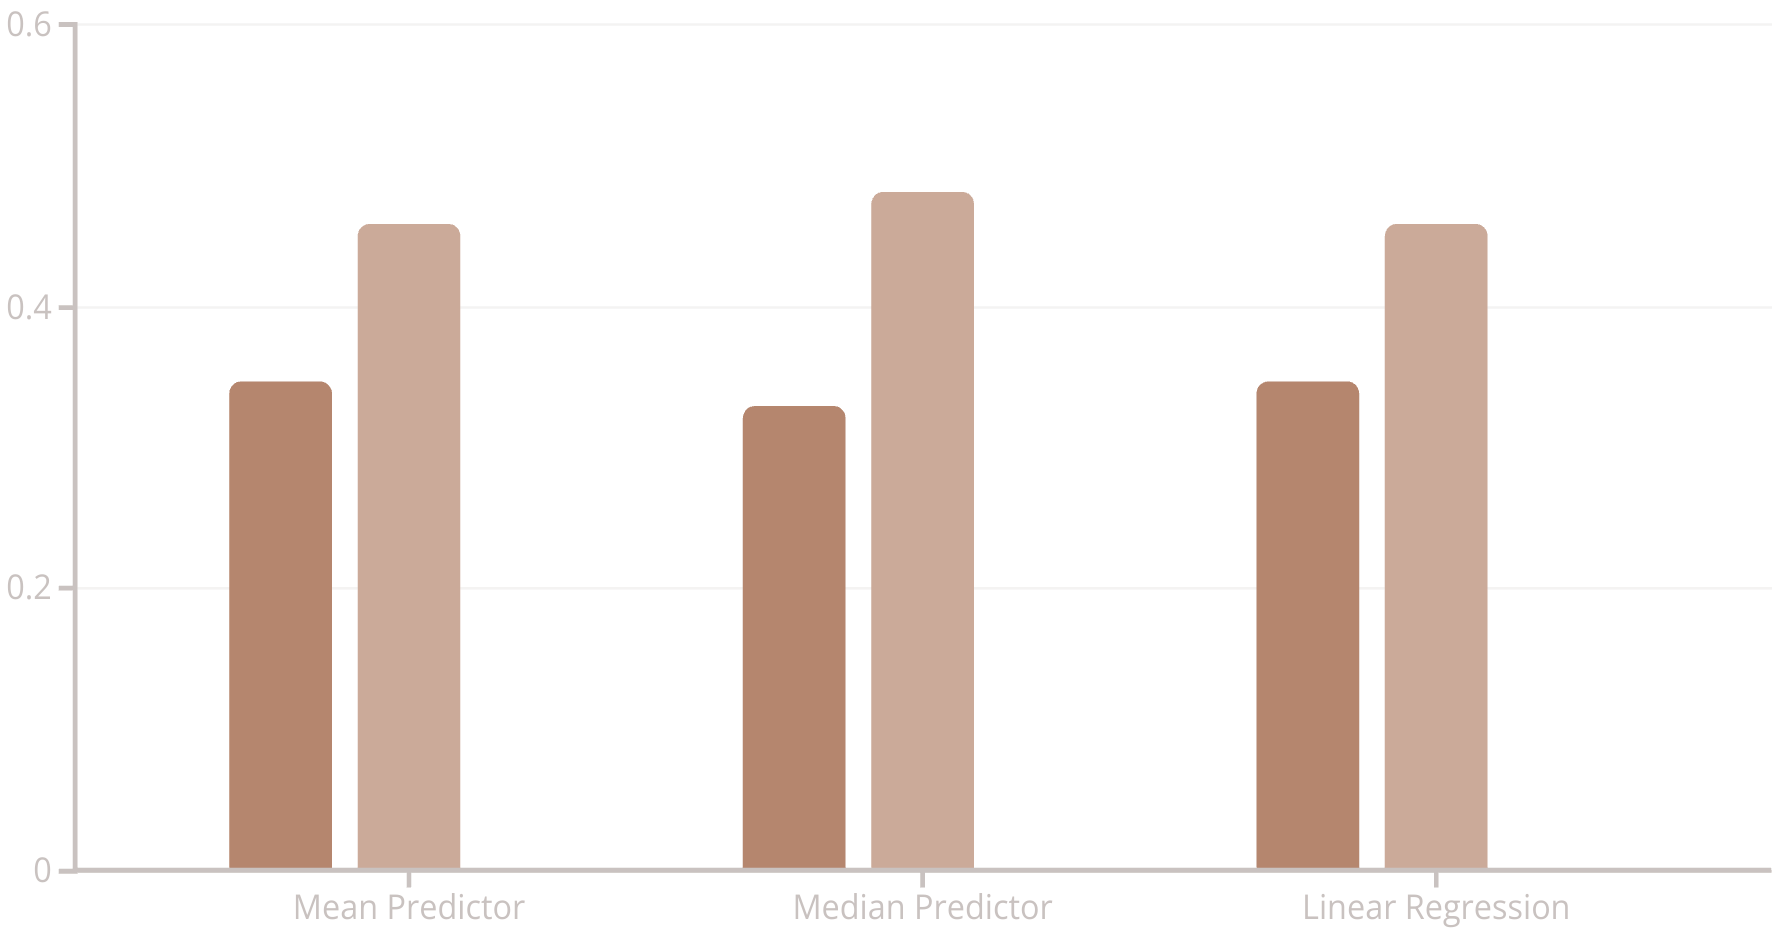 0.6
0.4
0.2
0
Mean Predictor
Median Predictor
Linear Regression